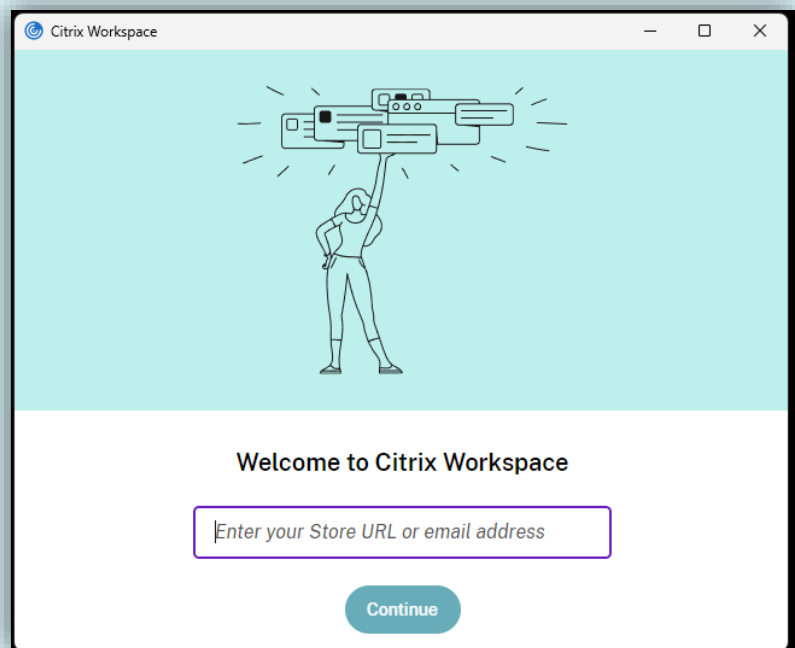 Citrix Workspace
Welcome to Citrix Workspace
Enter your Store URL or email address
Continue